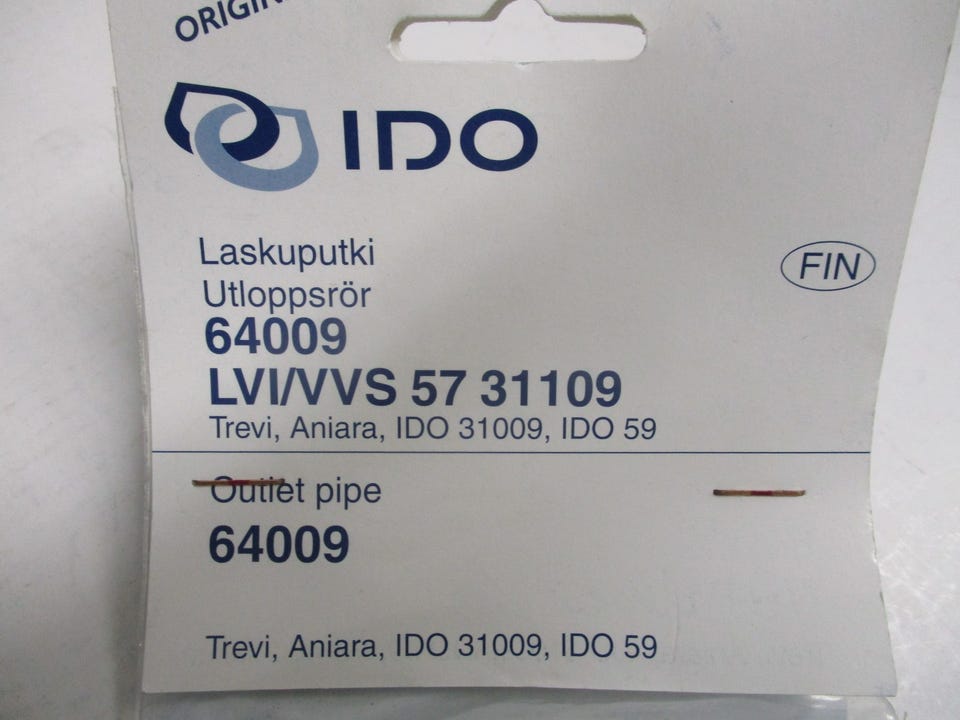 ORIGIN
IDO
Laskuputki
FIN
Utloppsrör
64009
LVI/VVS 57 31109
Trevi, Aniara, IDO 31009, IDO 59
Outlet pipe
64009
Trevi, Aniara, IDO 31009, IDO 59